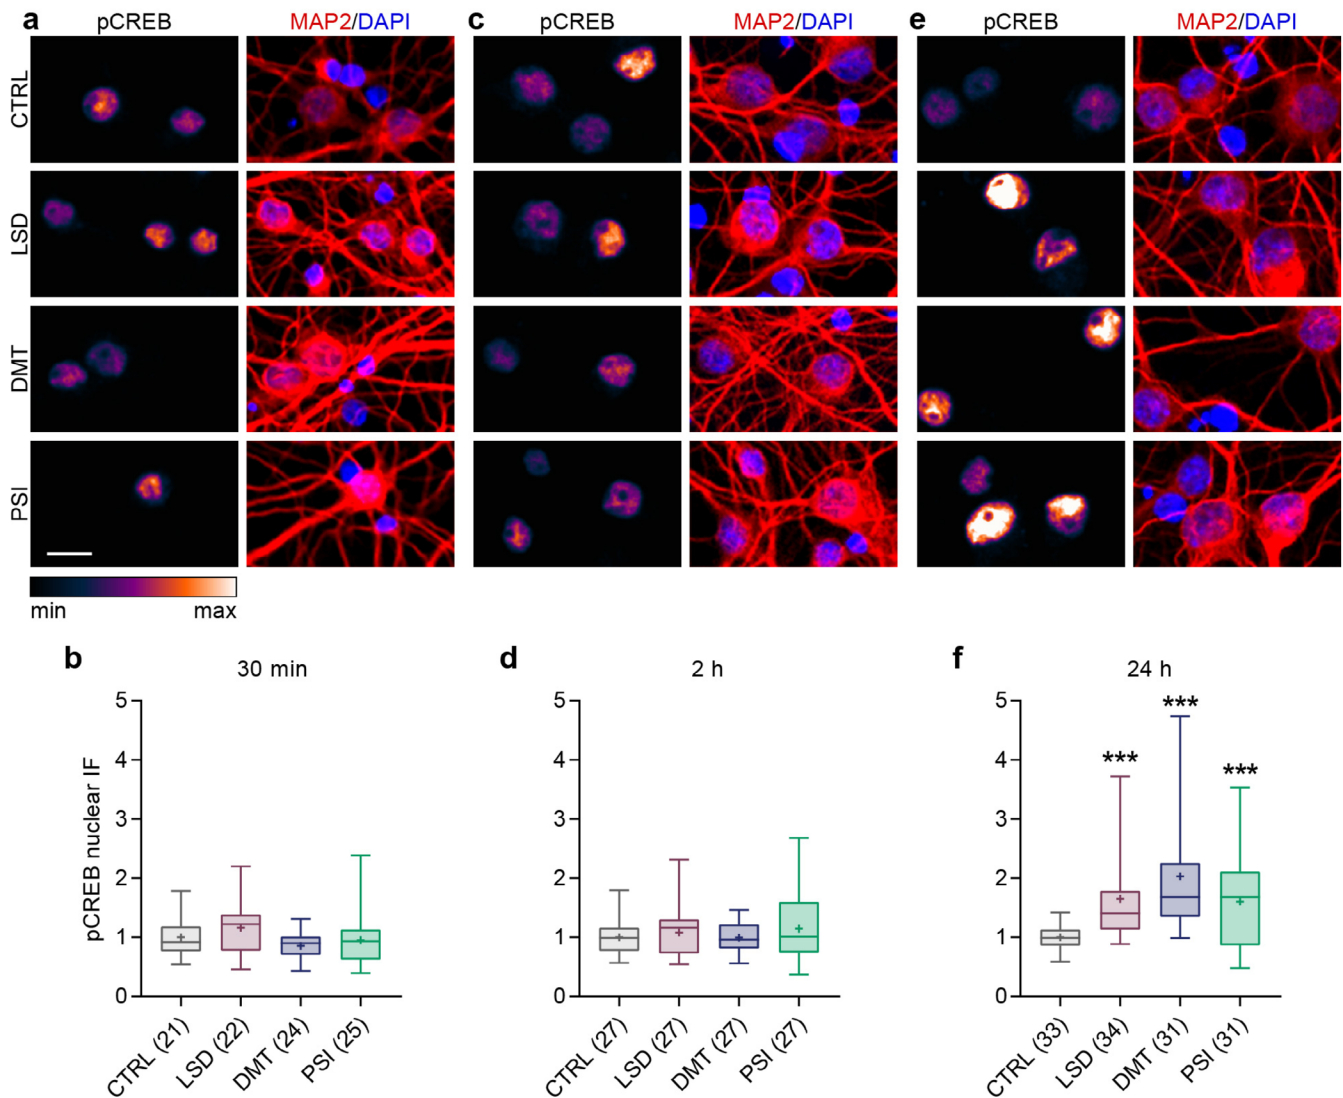 a pCREB MAP2/DAPI c pCREB MAP2/DAPI e pCREB MAP2/DAPI
CTRL
LSD
DMT
PSI
min max
b 30 min d 2 h f 24 h
pCREB nuclear IF
5 5 5
4 4 4
3 3 3
2 2 2
1 1 1
0 0 0
*** *** ***
CTRL (21) LSD (22) DMT (24) PSI (25) CTRL (27) LSD (27) DMT (27) PSI (27) CTRL (33) LSD (34) DMT (31) PSI (31)